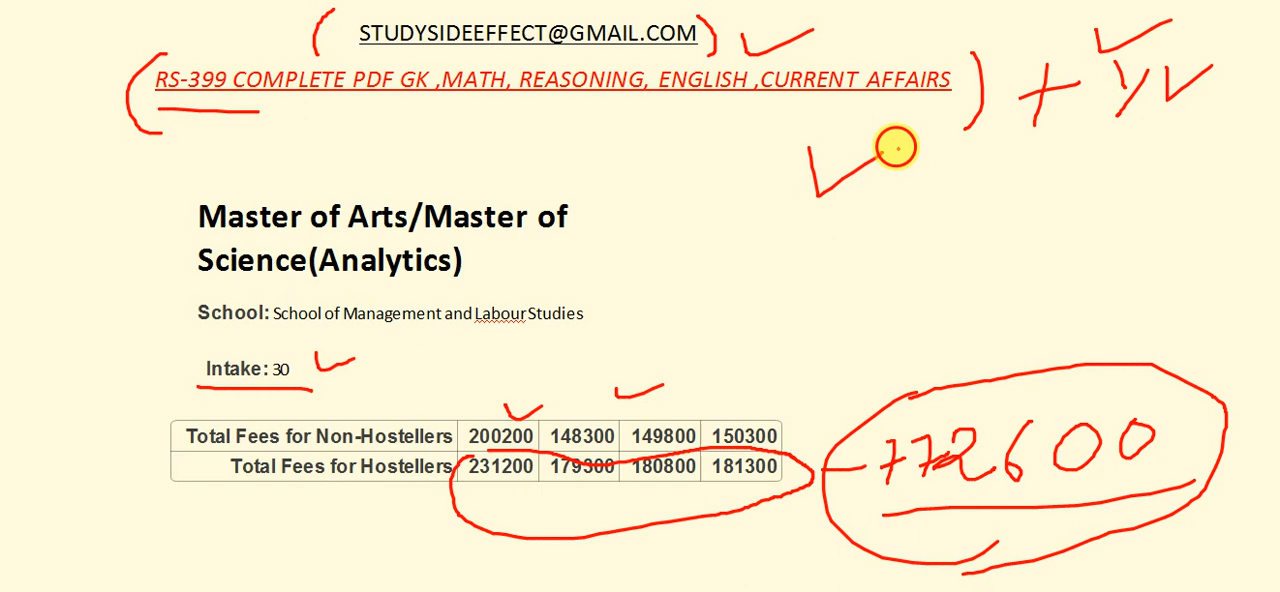 STUDYSIDEEFFECT@GMAIL.COM
RS-399 COMPLETE PDF GK ,MATH, REASONING, ENGLISH ,CURRENT AFFAIRS
Master of Arts/Master of
Science(Analytics)
School: School of Management and Labour Studies
Intake: 30
Total Fees for Non-Hostellers 200200 148300 149800 150300
Total Fees for Hostellers 231200 179300 180800 181300
772600